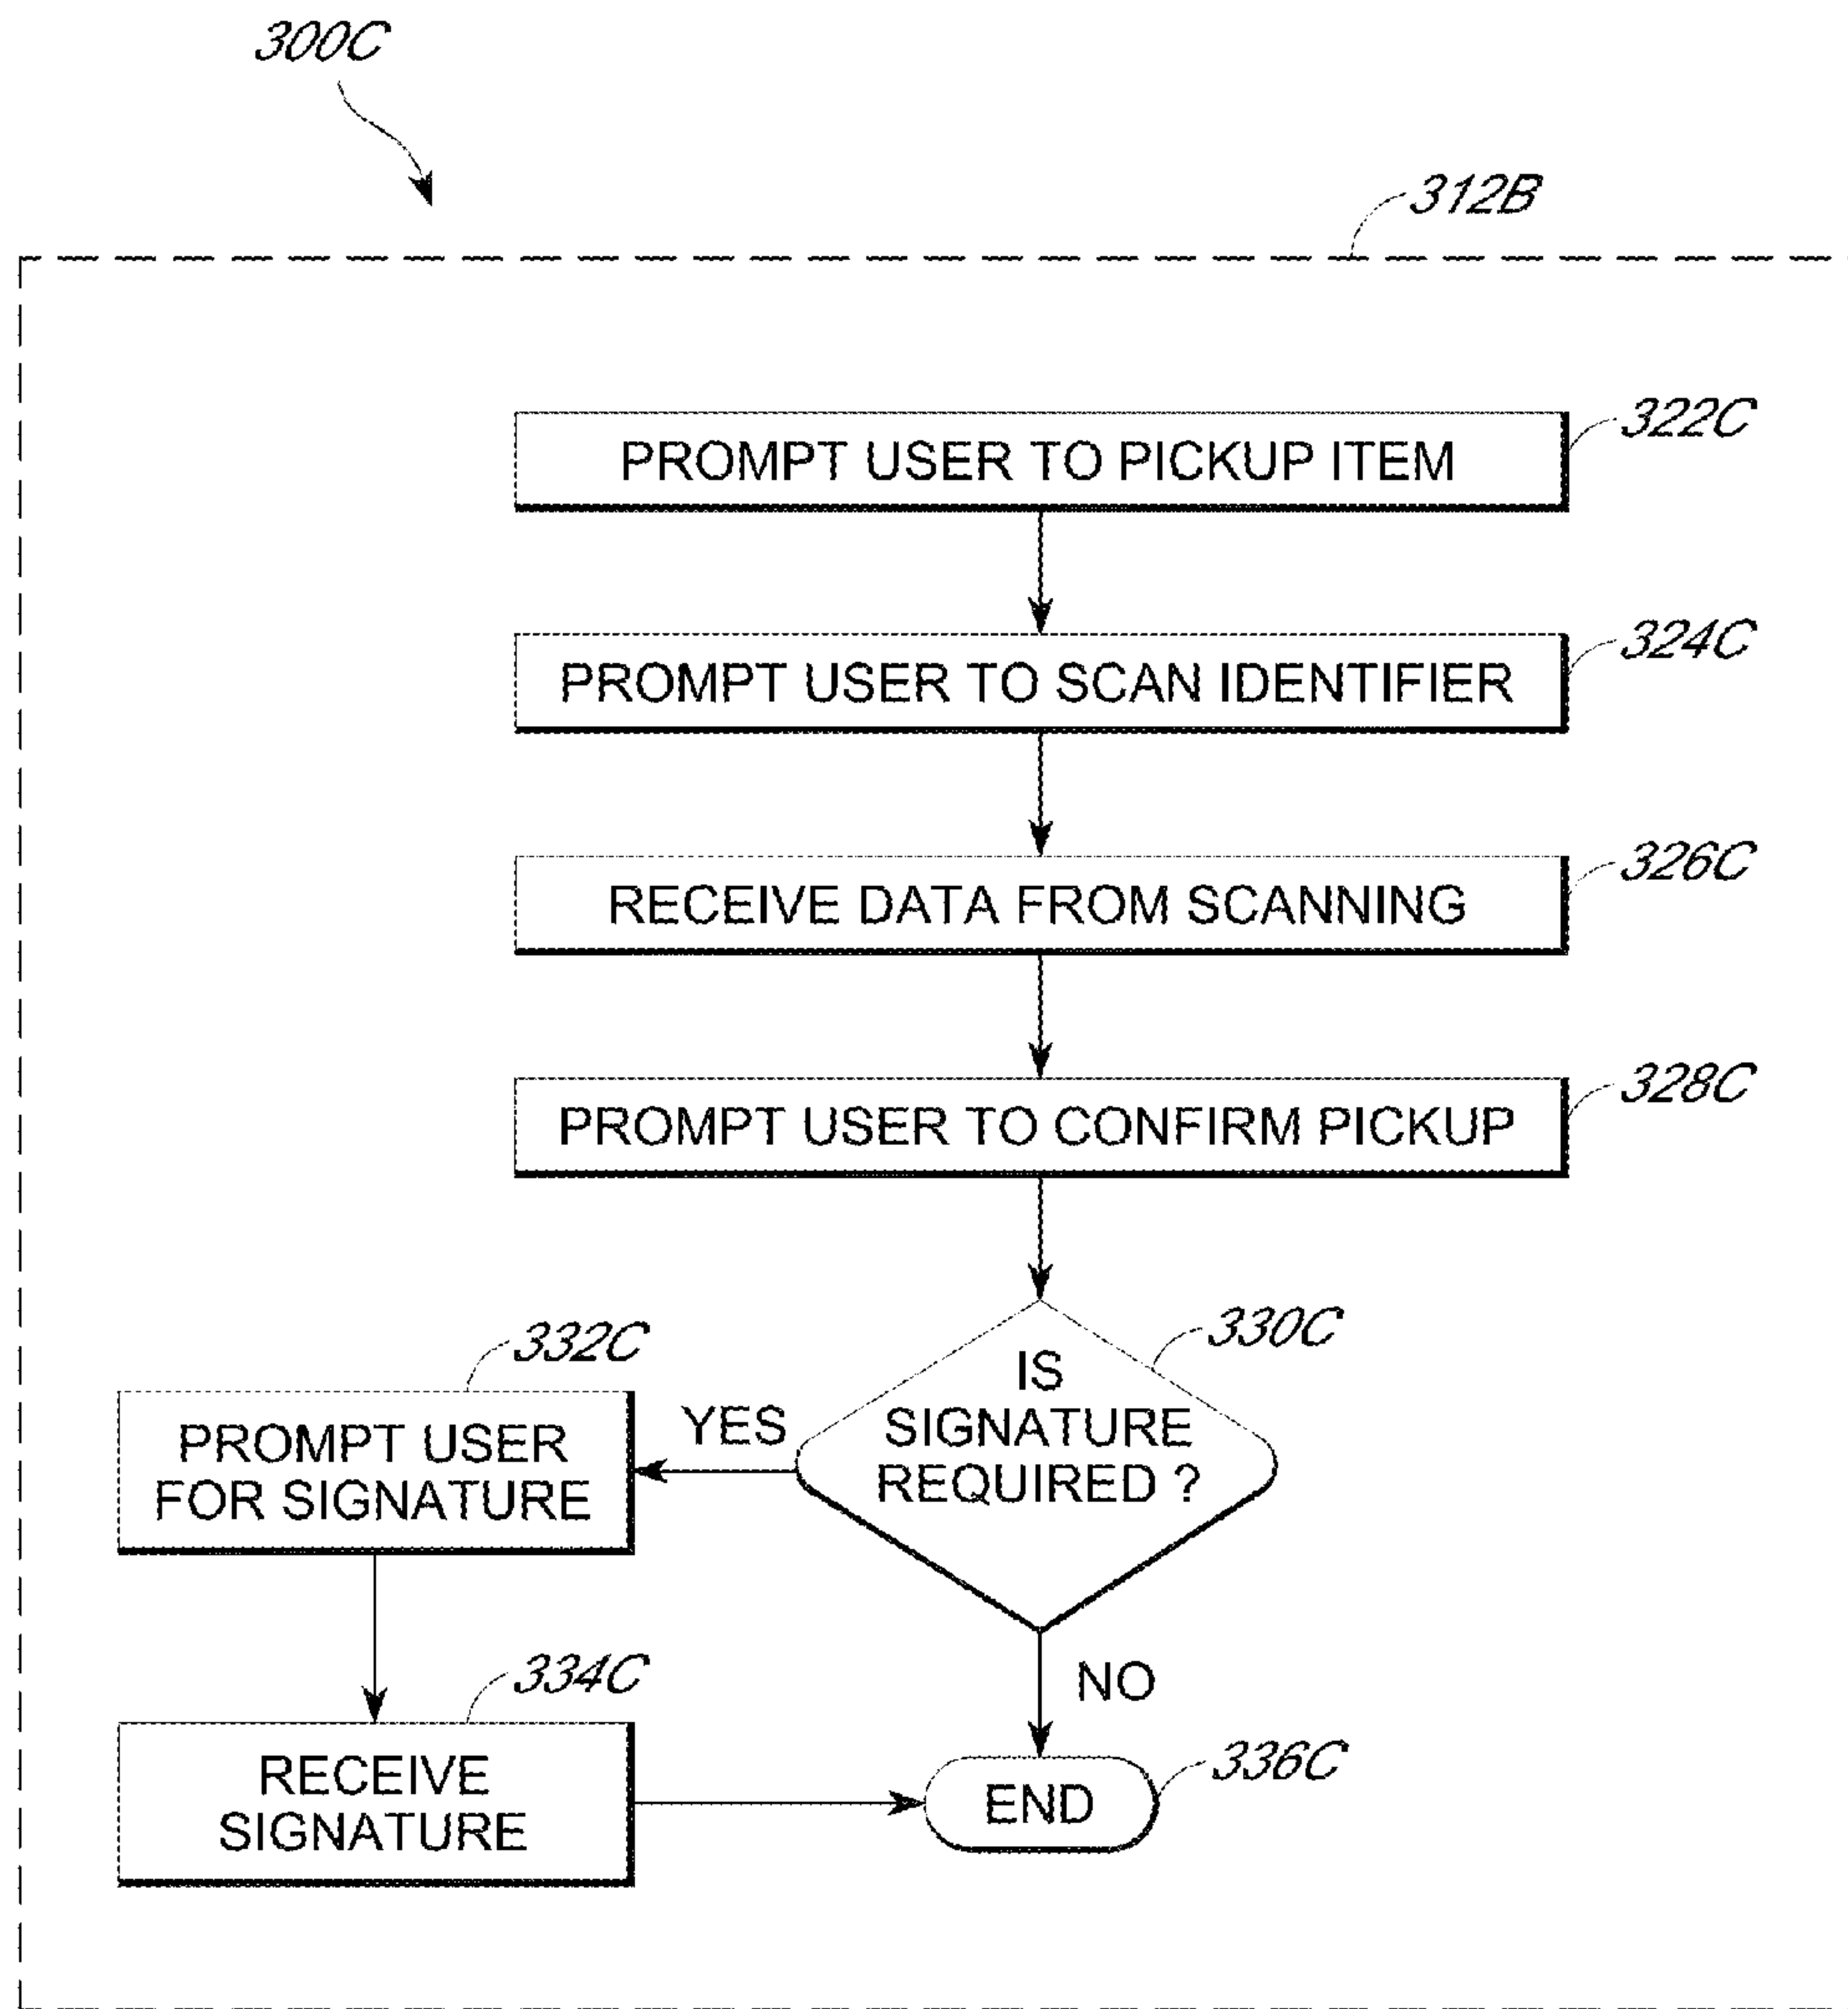 300C
312B
PROMPT USER TO PICKUP ITEM
322C
PROMPT USER TO SCAN IDENTIFIER
324C
RECEIVE DATA FROM SCANNING
326C
PROMPT USER TO CONFIRM PICKUP
328C
IS
SIGNATURE
REQUIRED ?
330C
YES
332C
PROMPT USER
FOR SIGNATURE
334C
RECEIVE
SIGNATURE
NO
END
336C